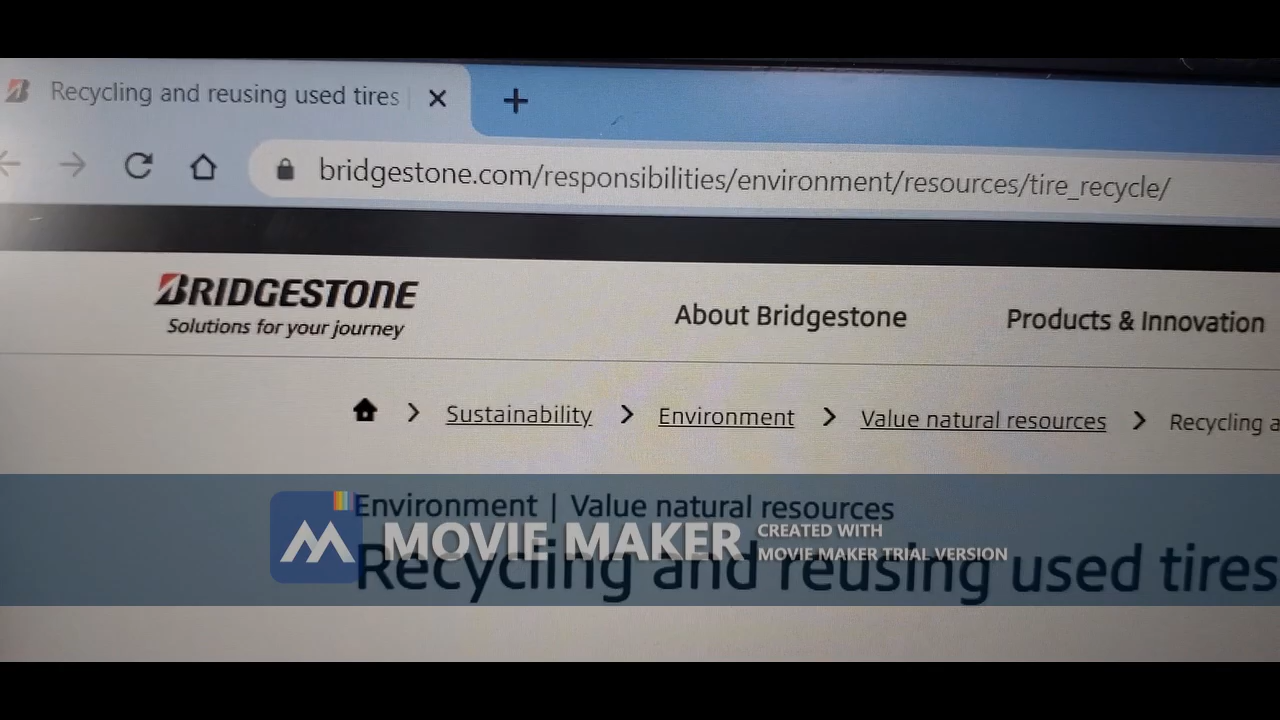 Recycling and reusing used tires
bridgestone.com/responsibilities/environment/resources/tire_recycle/
BRIDGESTONE
Solutions for your journey
About Bridgestone
Products & Innovation
Sustainability > Environment > Value natural resources > Recycling a
Environment | Value natural resources
MOVIE MAKER
CREATED WITH
MOVIE MAKER TRIAL VERSION
Recycling and reusing used tires